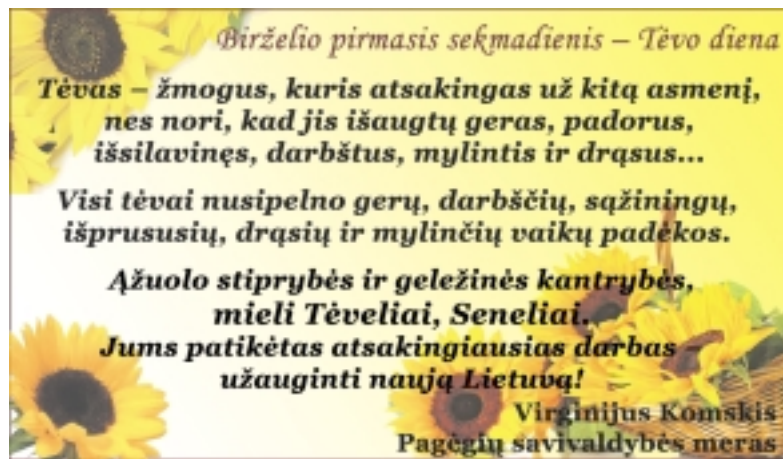 Birželio pirmasis sekmadienis – Tėvo diena
Tėvas – žmogus, kuris atsakingas už kitą asmenį,
nes nori, kad jis išaugtų geras, padorus,
išsilavinęs, darbštus, mylintis ir drąsus...
Visi tėvai nusipelno gerų, darbščių, sąžiningų,
išprususių, drąsių ir mylinčių vaikų padėkos.
Ąžuolo stiprybės ir geležinės kantrybės,
mieli Tėveliai, Seneliai.
Jums patikėtas atsakingiausias darbas –
užauginti naują Lietuvą!
Virginijus Komskis
Pagėgių savivaldybės meras